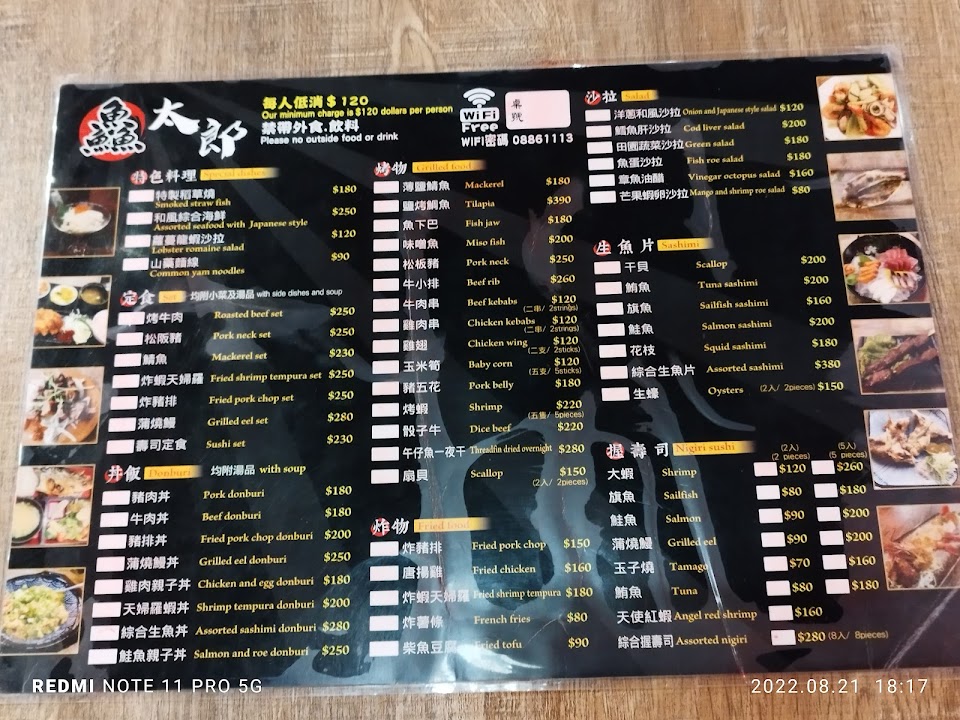 鱻 太郎
每人低消$120
Our minimum charge is $120 dollars per person
禁帶外食.飲料
Please no outside food or drink
WiFi
Free
WiFi密碼 08861113
桌號
特色料理 Special dishes
特製稻草燒 $180
Smoked straw fish
和風綜合海鮮 $250
Assorted seafood with Japanese style
蘿蔓龍蝦沙拉 $120
Lobster romaine salad
山藥麵線 $90
Common yam noodles
定食 Set 均附小菜及湯品 with side dishes and soup
烤牛肉 Roasted beef set $250
松阪豬 Pork neck set $250
鯖魚 Mackerel set $230
炸蝦天婦羅 Fried shrimp tempura set $250
炸豬排 Fried pork chop set $250
蒲燒鰻 Grilled eel set $280
壽司定食 Sushi set $230
丼飯 Donburi 均附湯品 with soup
豬肉丼 Pork donburi $180
牛肉丼 Beef donburi $180
豬排丼 Fried pork chop donburi $200
蒲燒鰻丼 Grilled eel donburi $250
雞肉親子丼 Chicken and egg donburi $180
天婦羅蝦丼 Shrimp tempura donburi $200
綜合生魚丼 Assorted sashimi donburi $280
鮭魚親子丼 Salmon and roe donburi $250
烤物 Grilled food
薄鹽鯖魚 Mackerel $180
鹽烤鯛魚 Tilapia $390
魚下巴 Fish jaw $180
味噌魚 Miso fish $200
松板豬 Pork neck $250
牛小排 Beef rib $260
牛肉串 Beef kebabs $120
(二串/ 2strings)
雞肉串 Chicken kebabs $120
(二串/ 2strings)
雞翅 Chicken wing $120
(二支/ 2sticks)
玉米筍 Baby corn $120
(五支/ 5sticks)
豬五花 Pork belly $180
烤蝦 Shrimp $220
(五隻/ 5pieces)
骰子牛 Dice beef $220
午仔魚一夜干 Threadfin dried overnight $280
扇貝 Scallop $150
(2入/ 2pieces)
炸物 Fried food
炸豬排 Fried pork chop $150
唐揚雞 Fried chicken $160
炸蝦天婦羅 Fried shrimp tempura $180
炸薯條 French fries $80
柴魚豆腐 Fried tofu $90
沙拉 Salad
洋蔥和風沙拉 Onion and Japanese style salad $120
鱈魚肝沙拉 Cod liver salad $200
田園蔬菜沙拉 Green salad $180
魚蛋沙拉 Fish roe salad $180
章魚油醋 Vinegar octopus salad $160
芒果蝦卵沙拉 Mango and shrimp roe salad $80
生魚片 Sashimi
干貝 Scallop $200
鮪魚 Tuna sashimi $200
旗魚 Sailfish sashimi $160
鮭魚 Salmon sashimi $200
花枝 Squid sashimi $180
綜合生魚片 Assorted sashimi $380
生蠔 Oysters (2入/ 2pieces) $150
握壽司 Nigiri sushi (2入) (5入)
(2 pieces) (5 pieces)
大蝦 Shrimp $120 $260
旗魚 Sailfish $80 $180
鮭魚 Salmon $90 $200
蒲燒鰻 Grilled eel $90 $200
玉子燒 Tamago $70 $160
鮪魚 Tuna $80 $180
天使紅蝦 Angel red shrimp $160
綜合握壽司 Assorted nigiri $280 (8入/ 8pieces)
REDMI NOTE 11 PRO 5G
2022.08.21 18:17